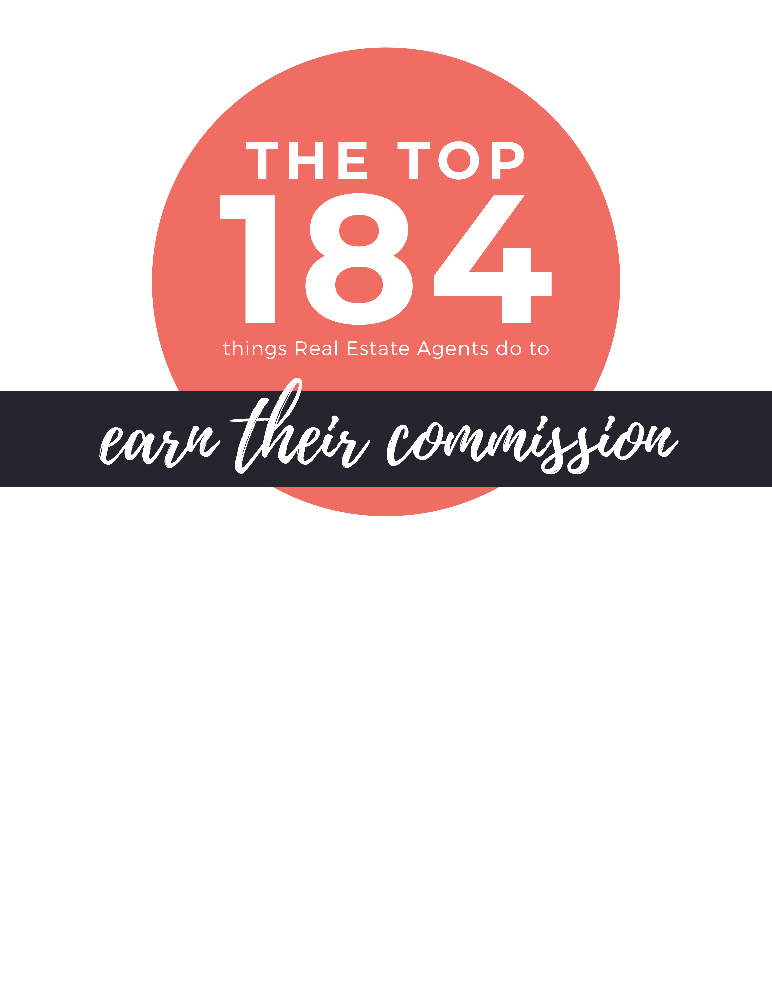 THE TOP
184
things Real Estate Agents do to
earn their commission